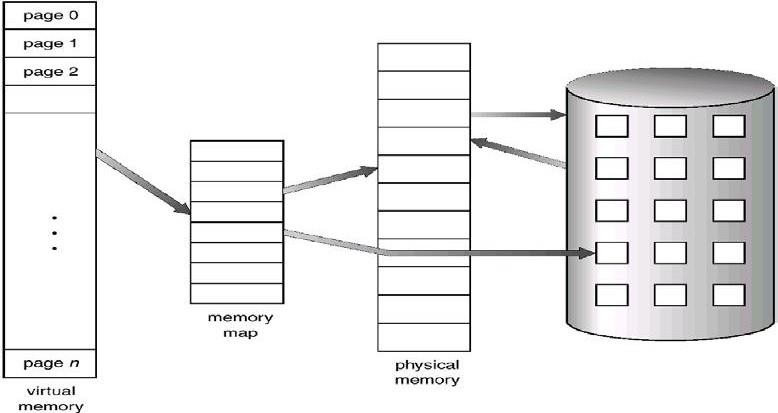 page 0
page 1
page 2
page n
virtual
memory
memory
map
physical
memory